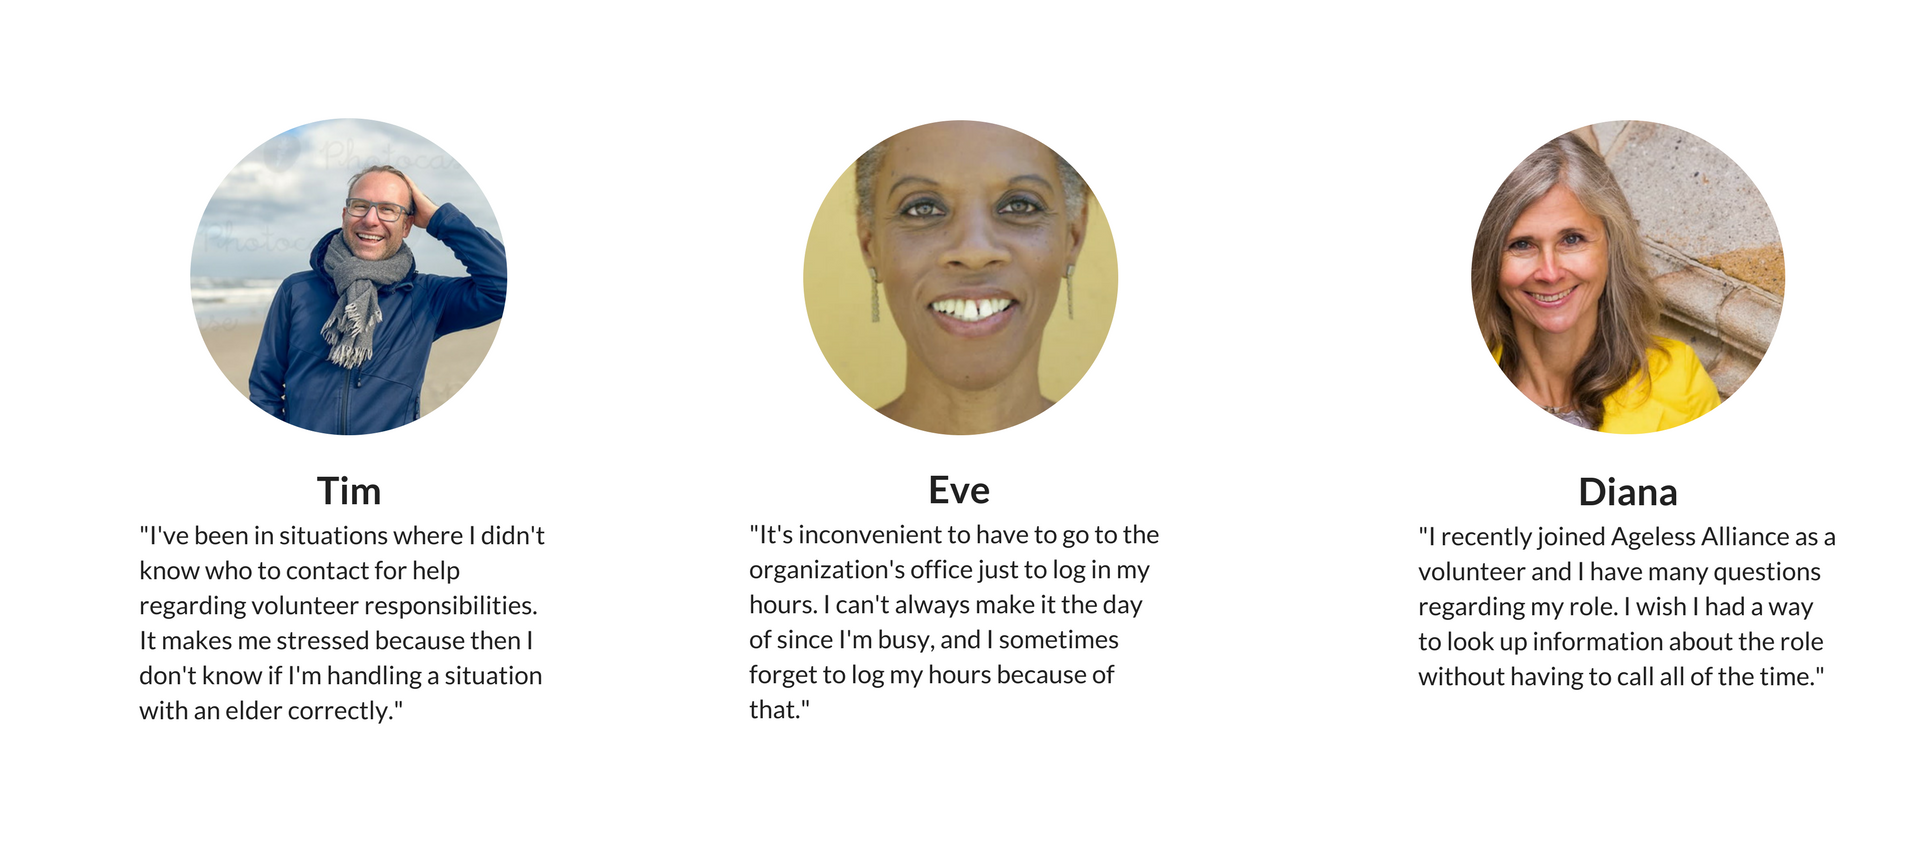 Photoca
Photoc
Tim
"I've been in situations where I didn't
know who to contact for help
regarding volunteer responsibilities.
It makes me stressed because then I
don't know if I'm handling a situation
with an elder correctly."
Eve
"It's inconvenient to have to go to the
organization's office just to log in my
hours. I can't always make it the day
of since I'm busy, and I sometimes
forget to log my hours because of
that."
Diana
"I recently joined Ageless Alliance as a
volunteer and I have many questions
regarding my role. I wish I had a way
to look up information about the role
without having to call all of the time."